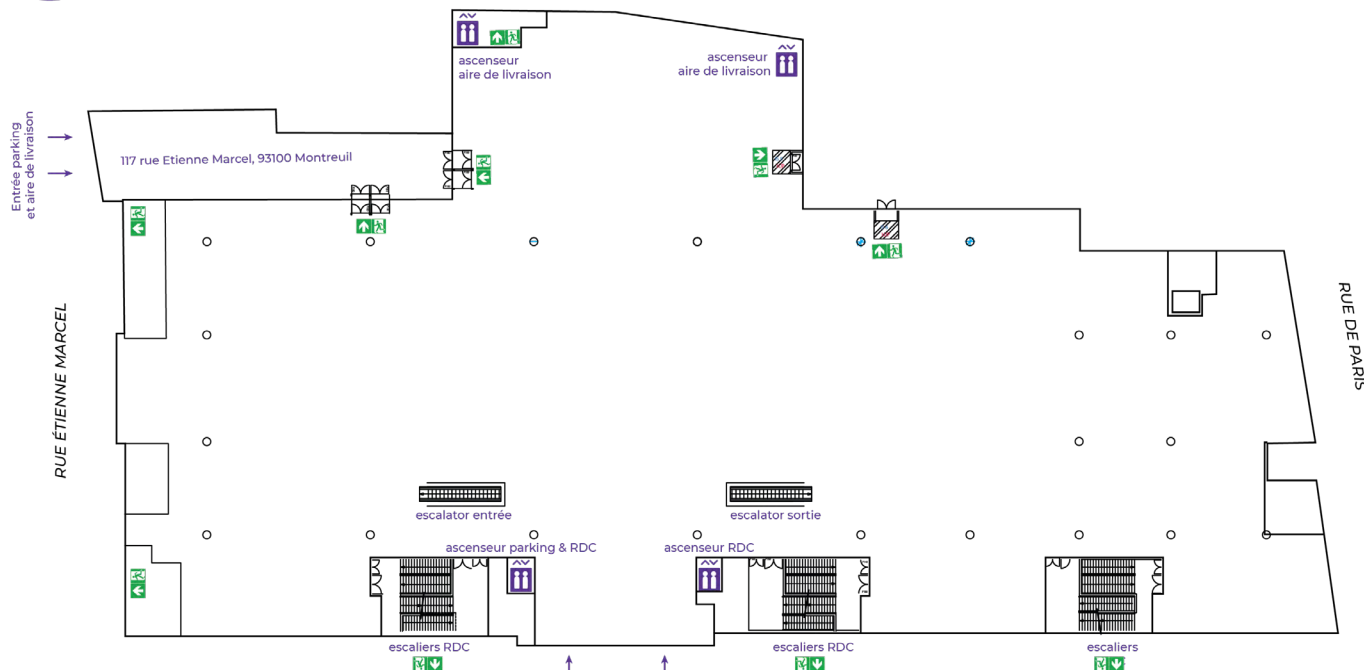 ascenseur
aire de livraison
ascenseur
aire de livraison
Entrée parking
et aire de livraison
117 rue Etienne Marcel, 93100 Montreuil
RUE ÉTIENNE MARCEL
RUE DE PARIS
escalator entrée
escalator sortie
ascenseur parking & RDC
ascenseur RDC
escaliers RDC
escaliers RDC
escaliers